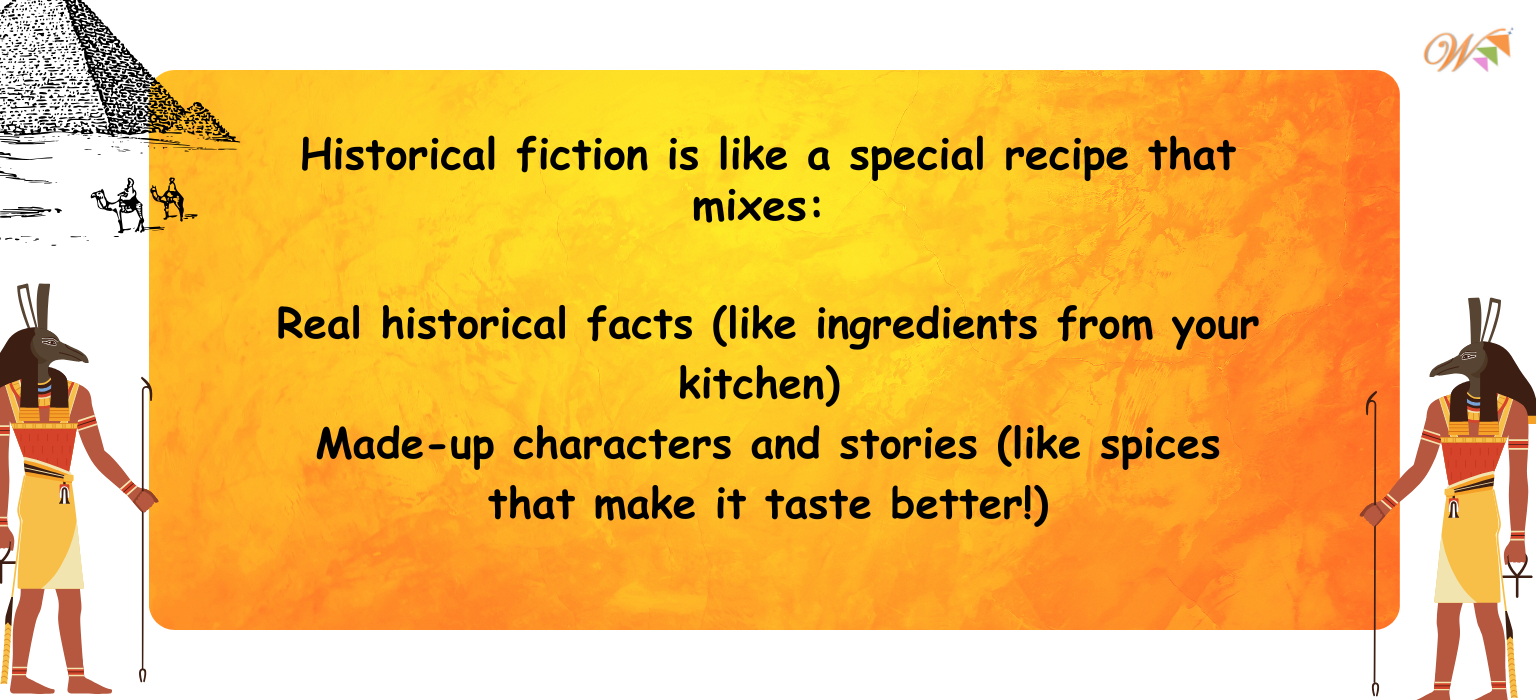 W
Historical fiction is like a special recipe that
mixes:
Real historical facts (like ingredients from your
kitchen)
Made-up characters and stories (like spices
that make it taste better!)